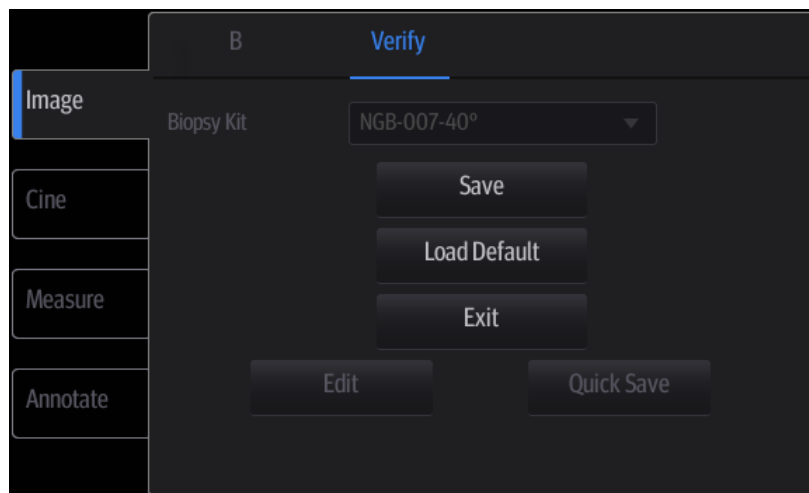 B
Verify
Image
Biopsy Kit
NGB-007-40°
Save
Cine
Load Default
Measure
Exit
Edit
Quick Save
Annotate